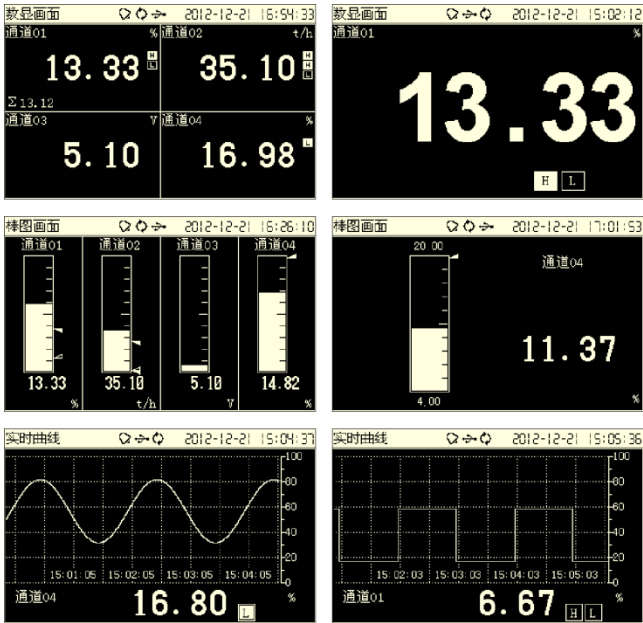 数显画面 2012-12-21 16:54:33
通道01 %
13.33 H L
Σ13.12
通道02 t/h
35.10 H H L
通道03 V
5.10
通道04 %
16.98 L
数显画面 2012-12-21 15:02:12
通道01 %
13.33
H L
棒图画面 2012-12-21 16:26:10
通道01 通道02 通道03 通道04
13.33 35.10 5.10 14.82
% t/h V %
棒图画面 2012-12-21 17:01:53
20.00
通道04
11.37
4.00 %
实时曲线 2012-12-21 15:04:37
100
80
60
40
20
15:01:05 15:02:05 15:03:05 15:04:05
0
通道04 16.80 L %
实时曲线 2012-12-21 15:05:36
100
80
60
40
20
15:02:03 15:03:03 15:04:03 15:05:03
0
通道01 6.67 H L %